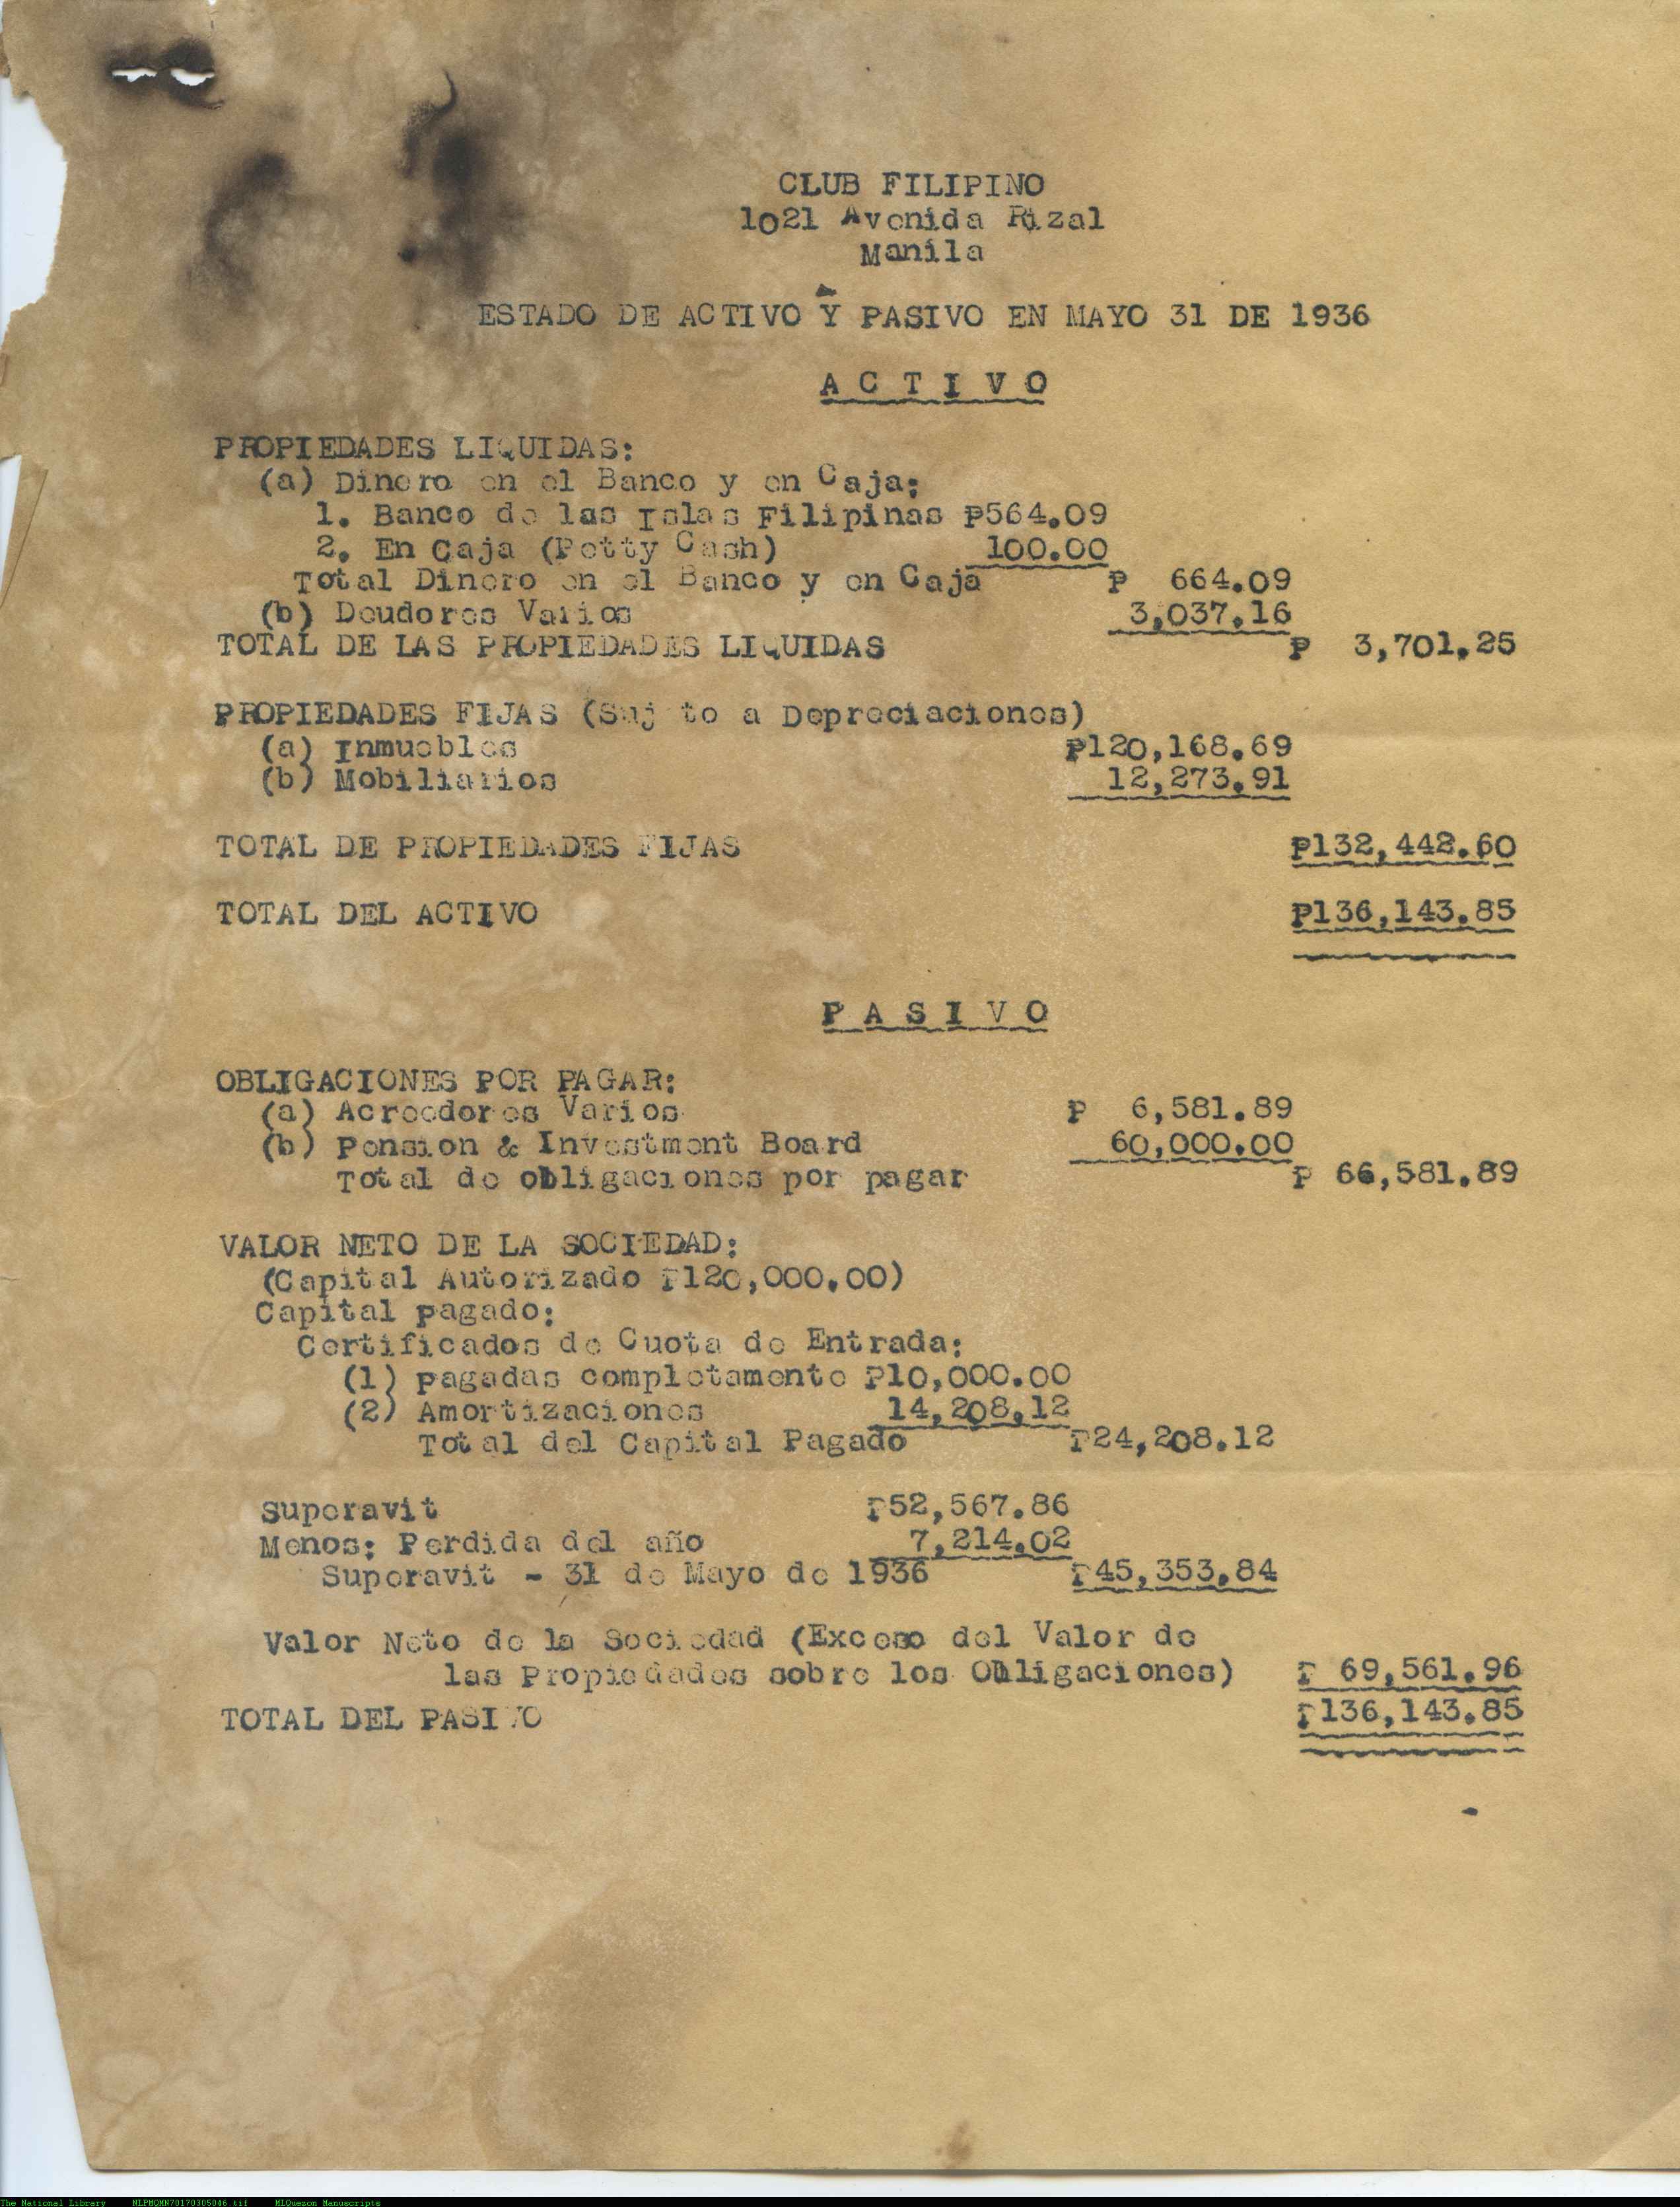 CLUB FILIPINO
1021 Avenida Rizal
Manila
ESTADO DE ACTIVO Y PASIVO EN MAYO 31 DE 1936
A C T I V O
PROPIEDADES LIQUIDAS:
(a) Dinero en el Banco y en Caja:
1. Banco de las Islas Filipinas ₱564.09
2. En Caja (Petty Cash) 100.00
Total Dinero en el Banco y en Caja ₱ 664.09
(b) Deudores Varios 3,037.16
TOTAL DE LAS PROPIEDADES LIQUIDAS ₱ 3,701.25
PROPIEDADES FIJAS (Sujeto a Depreciaciones)
(a) Inmuebles ₱120,168.69
(b) Mobiliarios 12,273.91
TOTAL DE PROPIEDADES FIJAS ₱132,442.60
TOTAL DEL ACTIVO ₱136,143.85
P A S I V O
OBLIGACIONES POR PAGAR:
(a) Acreedores Varios ₱ 6,581.89
(b) Pension & Investment Board 60,000.00
Total de obligaciones por pagar ₱ 66,581.89
VALOR NETO DE LA SOCIEDAD:
(Capital Autorizado ₱120,000.00)
Capital pagado:
Certificados de Cuota de Entrada:
(1) pagadas completamente ₱10,000.00
(2) Amortizaciones 14,208.12
Total del Capital Pagado ₱24,208.12
Superavit ₱52,567.86
Menos: Perdida del año 7,214.02
Superavit - 31 de Mayo de 1936 ₱45,353.84
Valor Neto de la Sociedad (Exceso del Valor de
las Propiedades sobre los Obligaciones) ₱ 69,561.96
TOTAL DEL PASIVO ₱136,143.85
The National Library NLPMQMN70170305046 tif MLQuezon Manuscripts